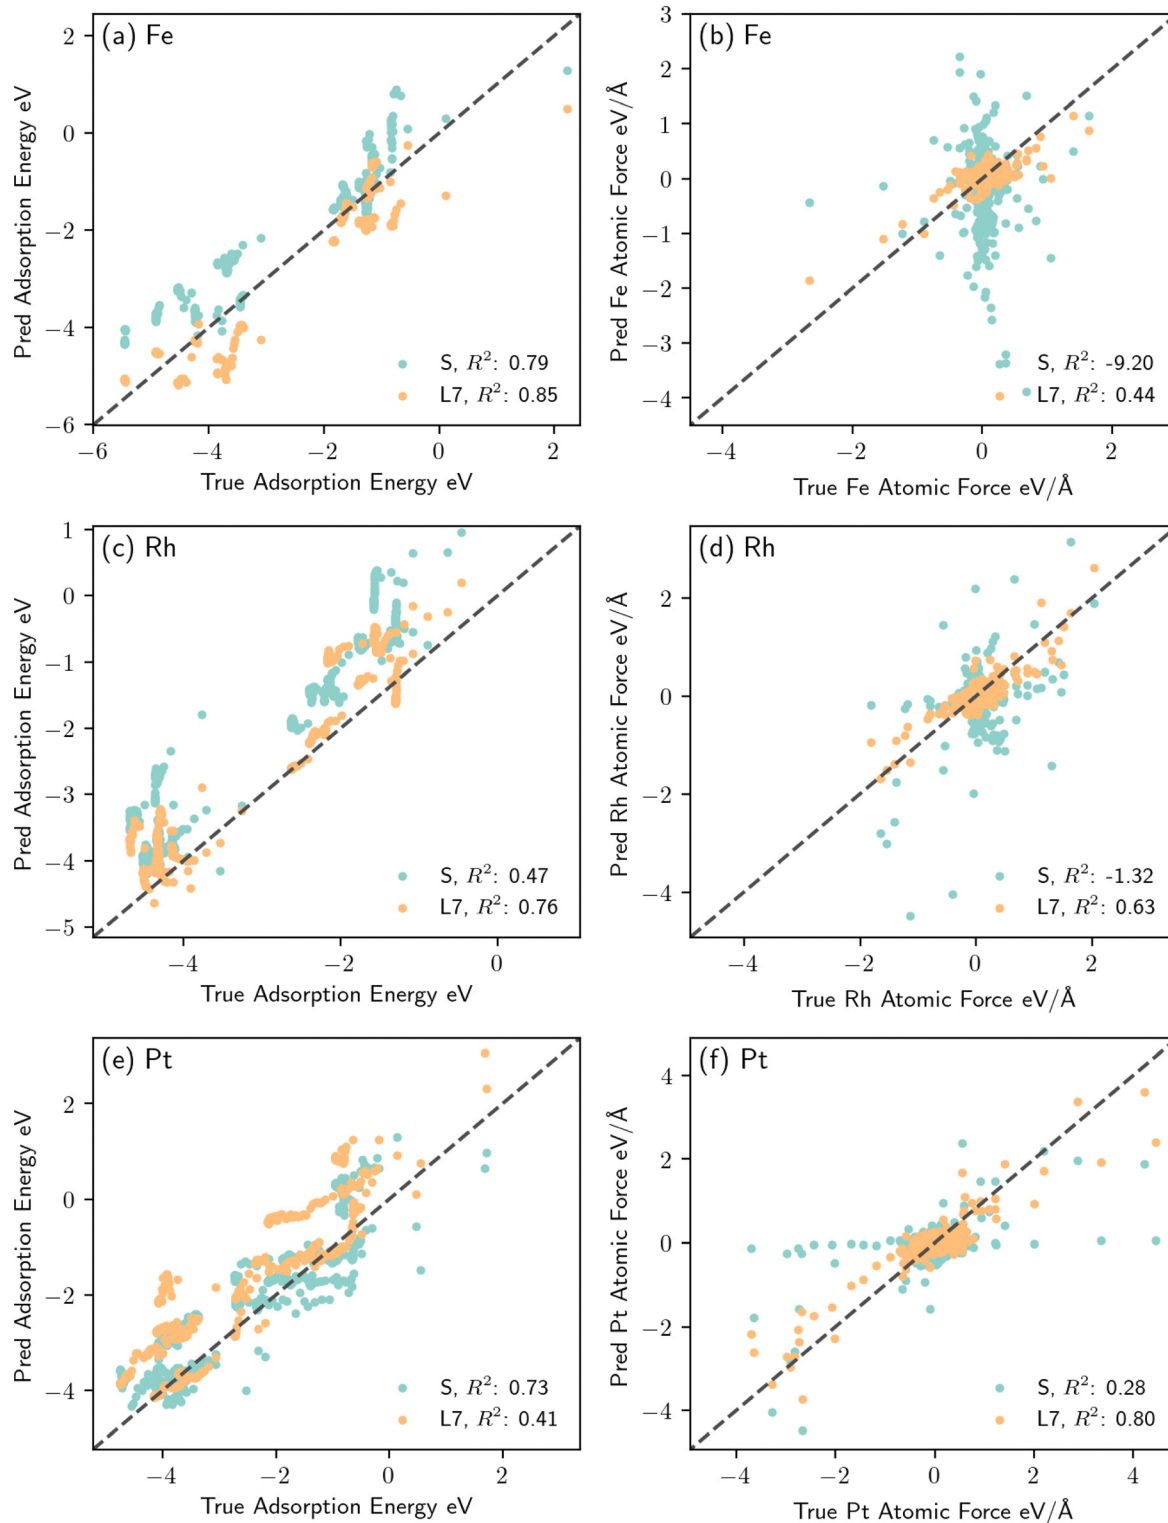 (a) Fe
2
0
−2
−4
−6
−6
−4
−2
0
2
Pred Adsorption Energy eV
True Adsorption Energy eV
S, R²: 0.79
L7, R²: 0.85
(b) Fe
3
2
1
0
−1
−2
−3
−4
−4
−2
0
2
Pred Fe Atomic Force eV/Å
True Fe Atomic Force eV/Å
S, R²: -9.20
L7, R²: 0.44
(c) Rh
1
0
−1
−2
−3
−4
−5
−4
−2
0
Pred Adsorption Energy eV
True Adsorption Energy eV
S, R²: 0.47
L7, R²: 0.76
(d) Rh
2
0
−2
−4
−4
−2
0
2
Pred Rh Atomic Force eV/Å
True Rh Atomic Force eV/Å
S, R²: -1.32
L7, R²: 0.63
(e) Pt
2
0
−2
−4
−4
−2
0
2
Pred Adsorption Energy eV
True Adsorption Energy eV
S, R²: 0.73
L7, R²: 0.41
(f) Pt
4
2
0
−2
−4
−4
−2
0
2
4
Pred Pt Atomic Force eV/Å
True Pt Atomic Force eV/Å
S, R²: 0.28
L7, R²: 0.80